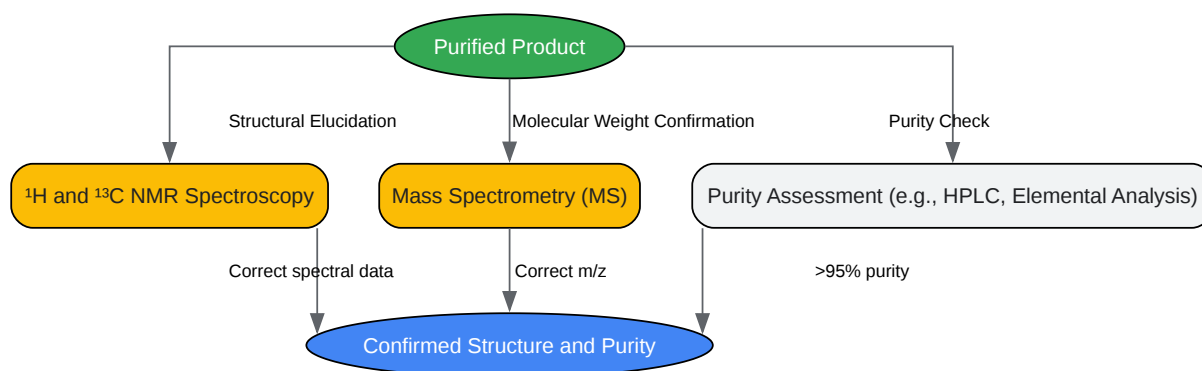 Purified Product
Structural Elucidation
Molecular Weight Confirmation
Purity Check
¹H and ¹³C NMR Spectroscopy
Mass Spectrometry (MS)
Purity Assessment (e.g., HPLC, Elemental Analysis)
Correct spectral data
Correct m/z
>95% purity
Confirmed Structure and Purity